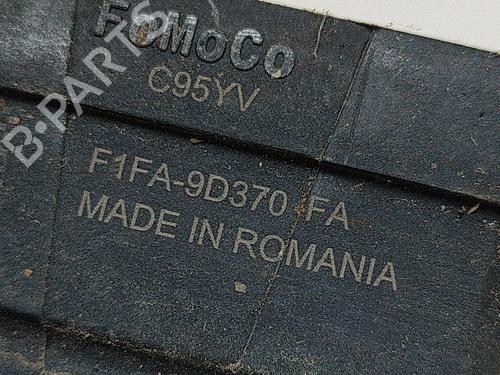 FoMoCo
C95YV
F1FA-9D370-FA
MADE IN ROMANIA
B-PARTS